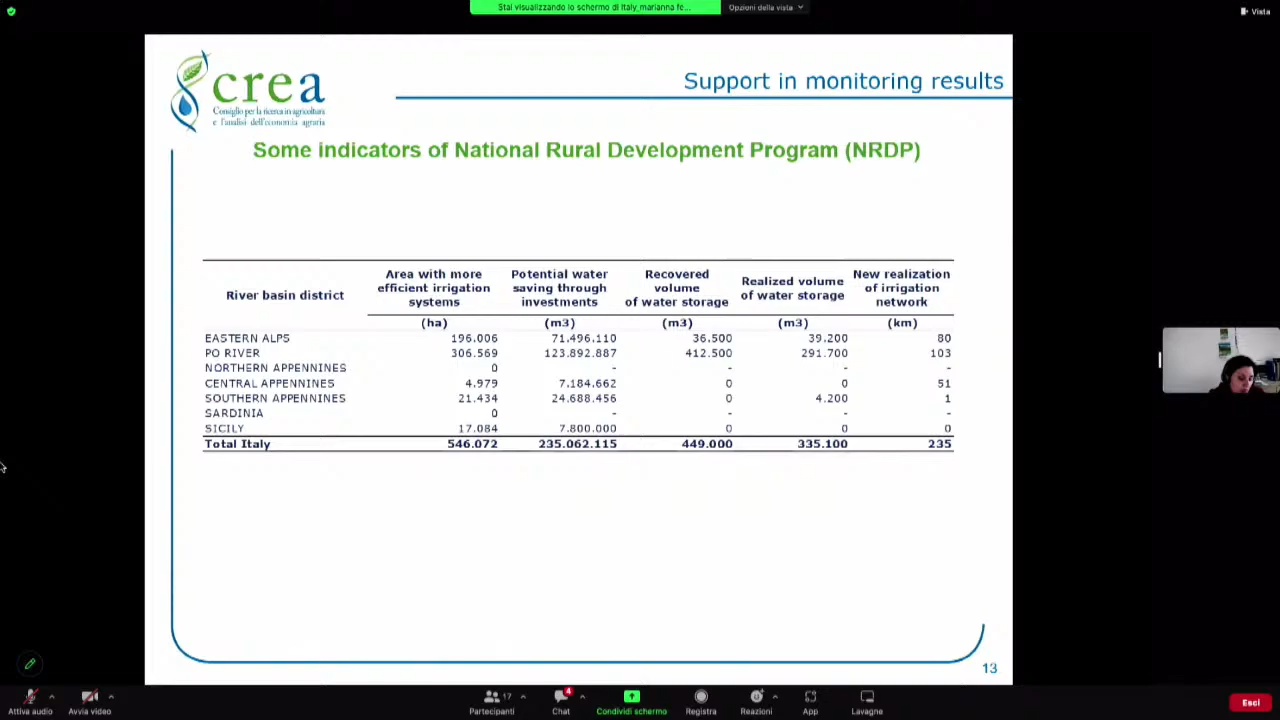 Stai visualizzando lo schermo di Italy_marianna fe...
Opzioni della vista
Vista
crea
Consiglio per la ricerca in agricoltura
e l'analisi dell'economia agraria
Support in monitoring results
Some indicators of National Rural Development Program (NRDP)
River basin district | Area with more efficient irrigation systems | Potential water saving through investments | Recovered volume of water storage | Realized volume of water storage | New realization of irrigation network
(ha) (m3) (m3) (m3) (km)
EASTERN ALPS 196.006 71.496.110 36.500 39.200 80
PO RIVER 306.569 123.892.887 412.500 291.700 103
NORTHERN APPENNINES 0 - - - -
CENTRAL APPENNINES 4.979 7.184.662 0 0 51
SOUTHERN APPENNINES 21.434 24.688.456 0 4.200 1
SARDINIA 0 - - - -
SICILY 17.084 7.800.000 0 0 0
Total Italy 546.072 235.062.115 449.000 335.100 235
13
Attiva audio
Avvia video
17
Partecipanti
4
Chat
Condividi schermo
Registra
Reazioni
App
Lavagne
Esci